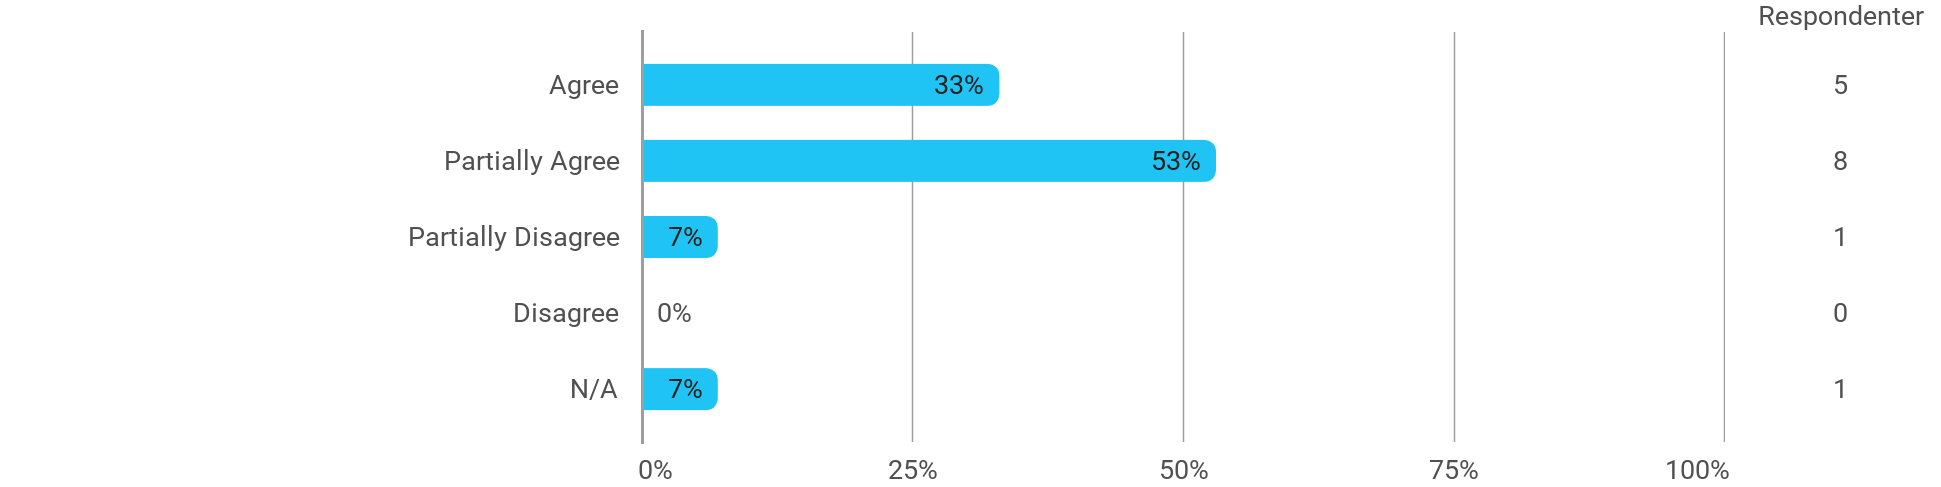 Respondenter
Agree 33% 5
Partially Agree 53% 8
Partially Disagree 7% 1
Disagree 0% 0
N/A 7% 1
0% 25% 50% 75% 100%